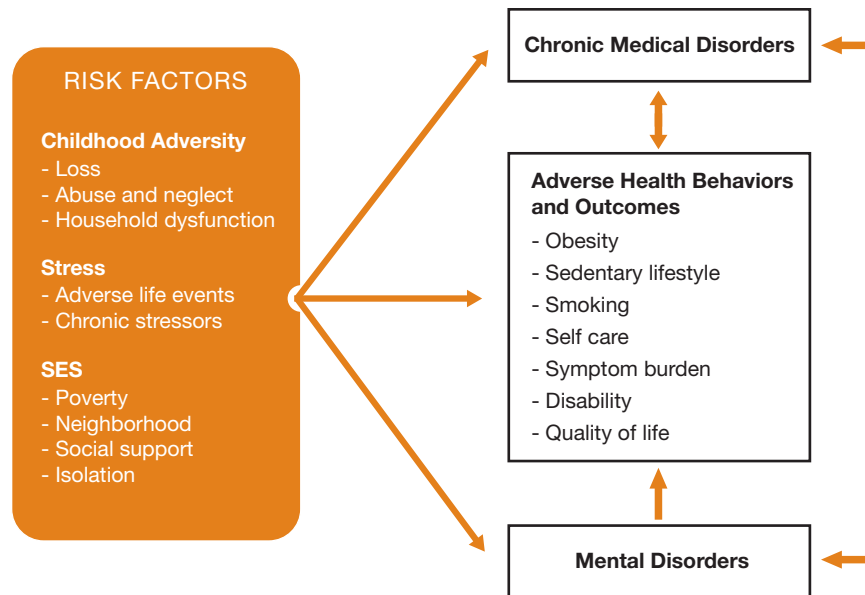 RISK FACTORS
Childhood Adversity
- Loss
- Abuse and neglect
- Household dysfunction
Stress
- Adverse life events
- Chronic stressors
SES
- Poverty
- Neighborhood
- Social support
- Isolation
Chronic Medical Disorders
Adverse Health Behaviors
and Outcomes
- Obesity
- Sedentary lifestyle
- Smoking
- Self care
- Symptom burden
- Disability
- Quality of life
Mental Disorders